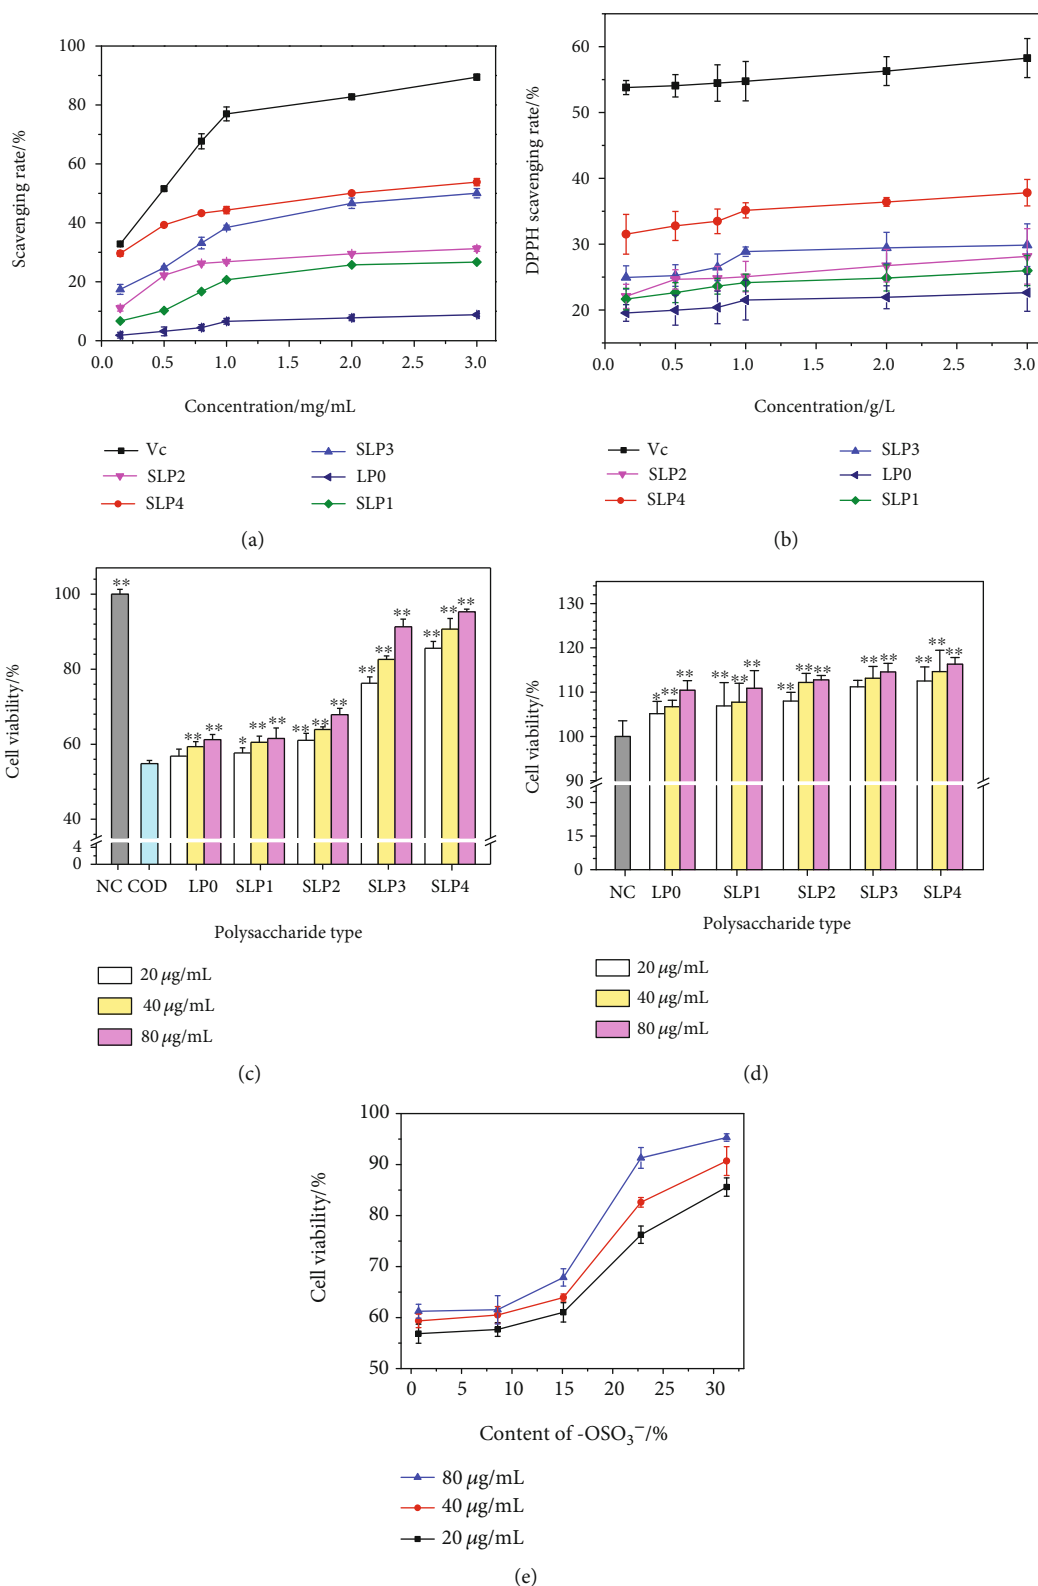 100
80
60
40
20
0
Scavenging rate/%
0.0 0.5 1.0 1.5 2.0 2.5 3.0
Concentration/mg/mL
Vc SLP3
SLP2 LP0
SLP4 SLP1
(a)
60
50
40
30
20
DPPH scavenging rate/%
0.0 0.5 1.0 1.5 2.0 2.5 3.0
Concentration/g/L
Vc SLP3
SLP2 LP0
SLP4 SLP1
(b)
100
80
60
40
4
0
Cell viability/%
** ** ** * ** ** ** ** ** ** ** ** ** ** **
NC COD LP0 SLP1 SLP2 SLP3 SLP4
Polysaccharide type
20 μg/mL
40 μg/mL
80 μg/mL
(c)
130
120
110
100
90
30
15
0
Cell viability/%
* ** ** ** ** ** ** ** ** ** ** ** **
NC LP0 SLP1 SLP2 SLP3 SLP4
Polysaccharide type
20 μg/mL
40 μg/mL
80 μg/mL
(d)
100
90
80
70
60
50
Cell viability/%
0 5 10 15 20 25 30
Content of -OSO₃⁻/%
80 μg/mL
40 μg/mL
20 μg/mL
(e)